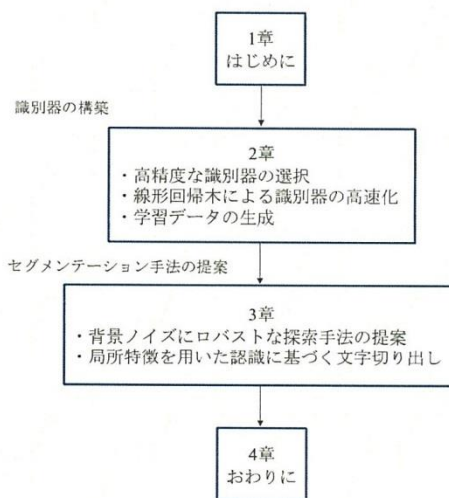 1章
はじめに
識別器の構築
2章
・高精度な識別器の選択
・線形回帰木による識別器の高速化
・学習データの生成
セグメンテーション手法の提案
3章
・背景ノイズにロバストな探索手法の提案
・局所特徴を用いた認識に基づく文字切り出し
4章
おわりに